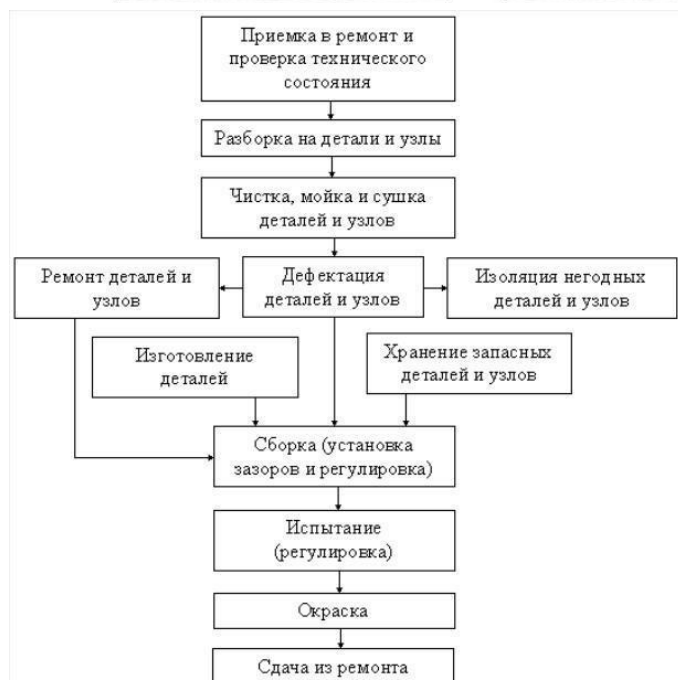 Приемка в ремонт и
проверка технического
состояния
Разборка на детали и узлы
Чистка, мойка и сушка
деталей и узлов
Ремонт деталей и
узлов
Дефектация
деталей и узлов
Изоляция негодных
деталей и узлов
Изготовление
деталей
Хранение запасных
деталей и узлов
Сборка (установка
зазоров и регулировка)
Испытание
(регулировка)
Окраска
Сдача из ремонта